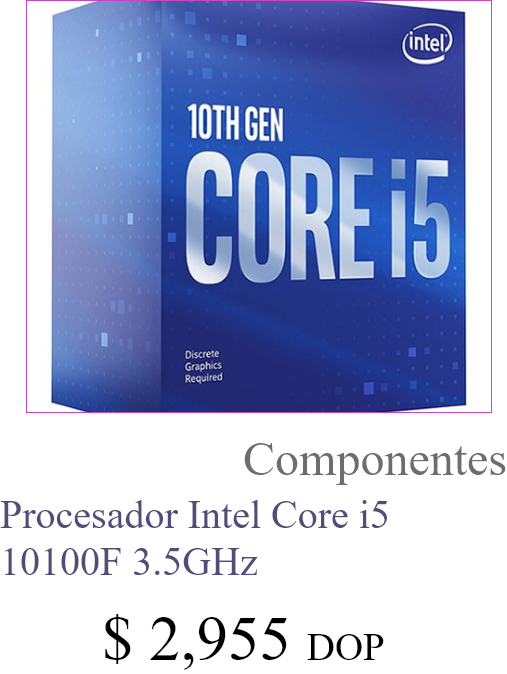 intel
10TH GEN
CORE i5
Discrete
Graphics
Required
Componentes
Procesador Intel Core i5
10100F 3.5GHz
$ 2,955 DOP